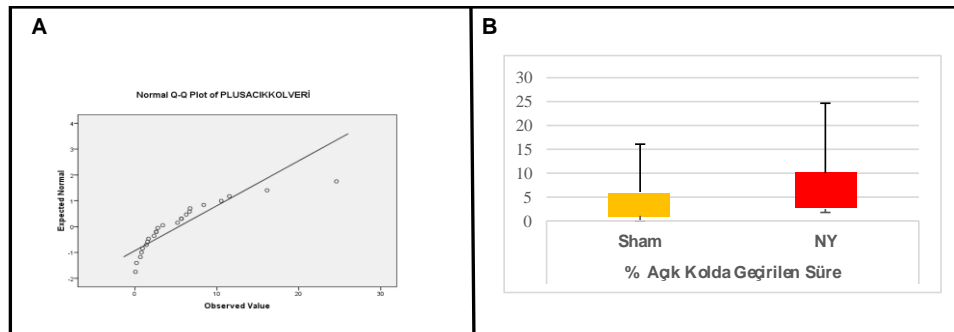 A
Normal Q-Q Plot of PLUSACIKKOLVERİ
4
3
2
1
0
-1
-2
Expected Normal
0
10
20
30
Observed Value
B
30
25
20
15
10
5
0
Sham
NY
% Açık Kolda Geçirilen Süre